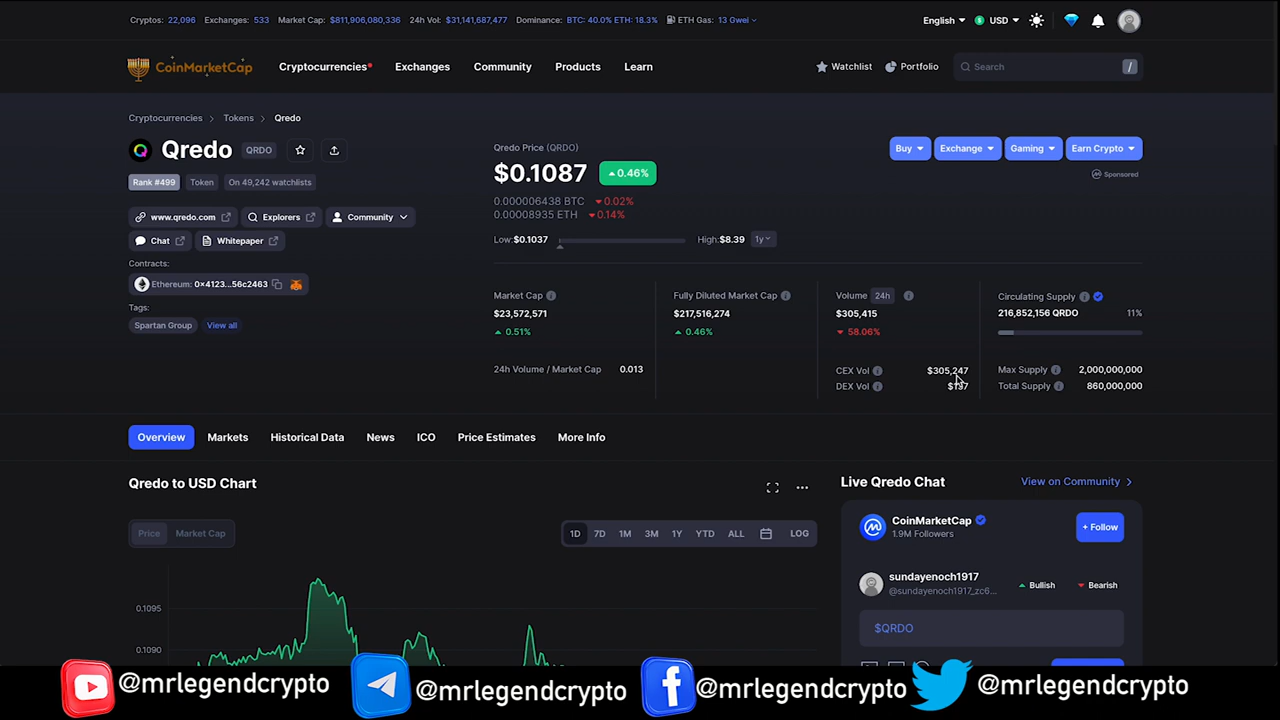 Cryptos: 22,096 Exchanges: 533 Market Cap: $811,906,080,336 24h Vol: $31,141,687,477 Dominance: BTC: 40.0% ETH: 18.3% ETH Gas: 13 Gwei English USD
CoinMarketCap Cryptocurrencies Exchanges Community Products Learn Watchlist Portfolio Search /
Cryptocurrencies > Tokens > Qredo
Qredo QRDO
Rank #499 Token On 49,242 watchlists
www.qredo.com Explorers Community
Chat Whitepaper
Contracts:
Ethereum: 0x4123...56c2463
Tags:
Spartan Group View all
Qredo Price (QRDO)
$0.1087 0.46%
0.000006438 BTC 0.02%
0.00008935 ETH 0.14%
Low: $0.1037 High: $8.39 1y
Buy Exchange Gaming Earn Crypto
Sponsored
Market Cap
$23,572,571
0.51%
24h Volume / Market Cap 0.013
Fully Diluted Market Cap
$217,516,274
0.46%
Volume 24h
$305,415
58.06%
CEX Vol $305,247
DEX Vol
Circulating Supply
216,852,156 QRDO 11%
Max Supply 2,000,000,000
Total Supply 860,000,000
Overview Markets Historical Data News ICO Price Estimates More Info
Qredo to USD Chart
Price Market Cap 1D 7D 1M 3M 1Y YTD ALL LOG
0.1095
0.1090
Live Qredo Chat View on Community >
CoinMarketCap
1.9M Followers
+ Follow
sundayenoch1917
@sundayenoch1917_zc6...
Bullish Bearish
$QRDO
@mrlegendcrypto @mrlegendcrypto @mrlegendcrypto @mrlegendcrypto